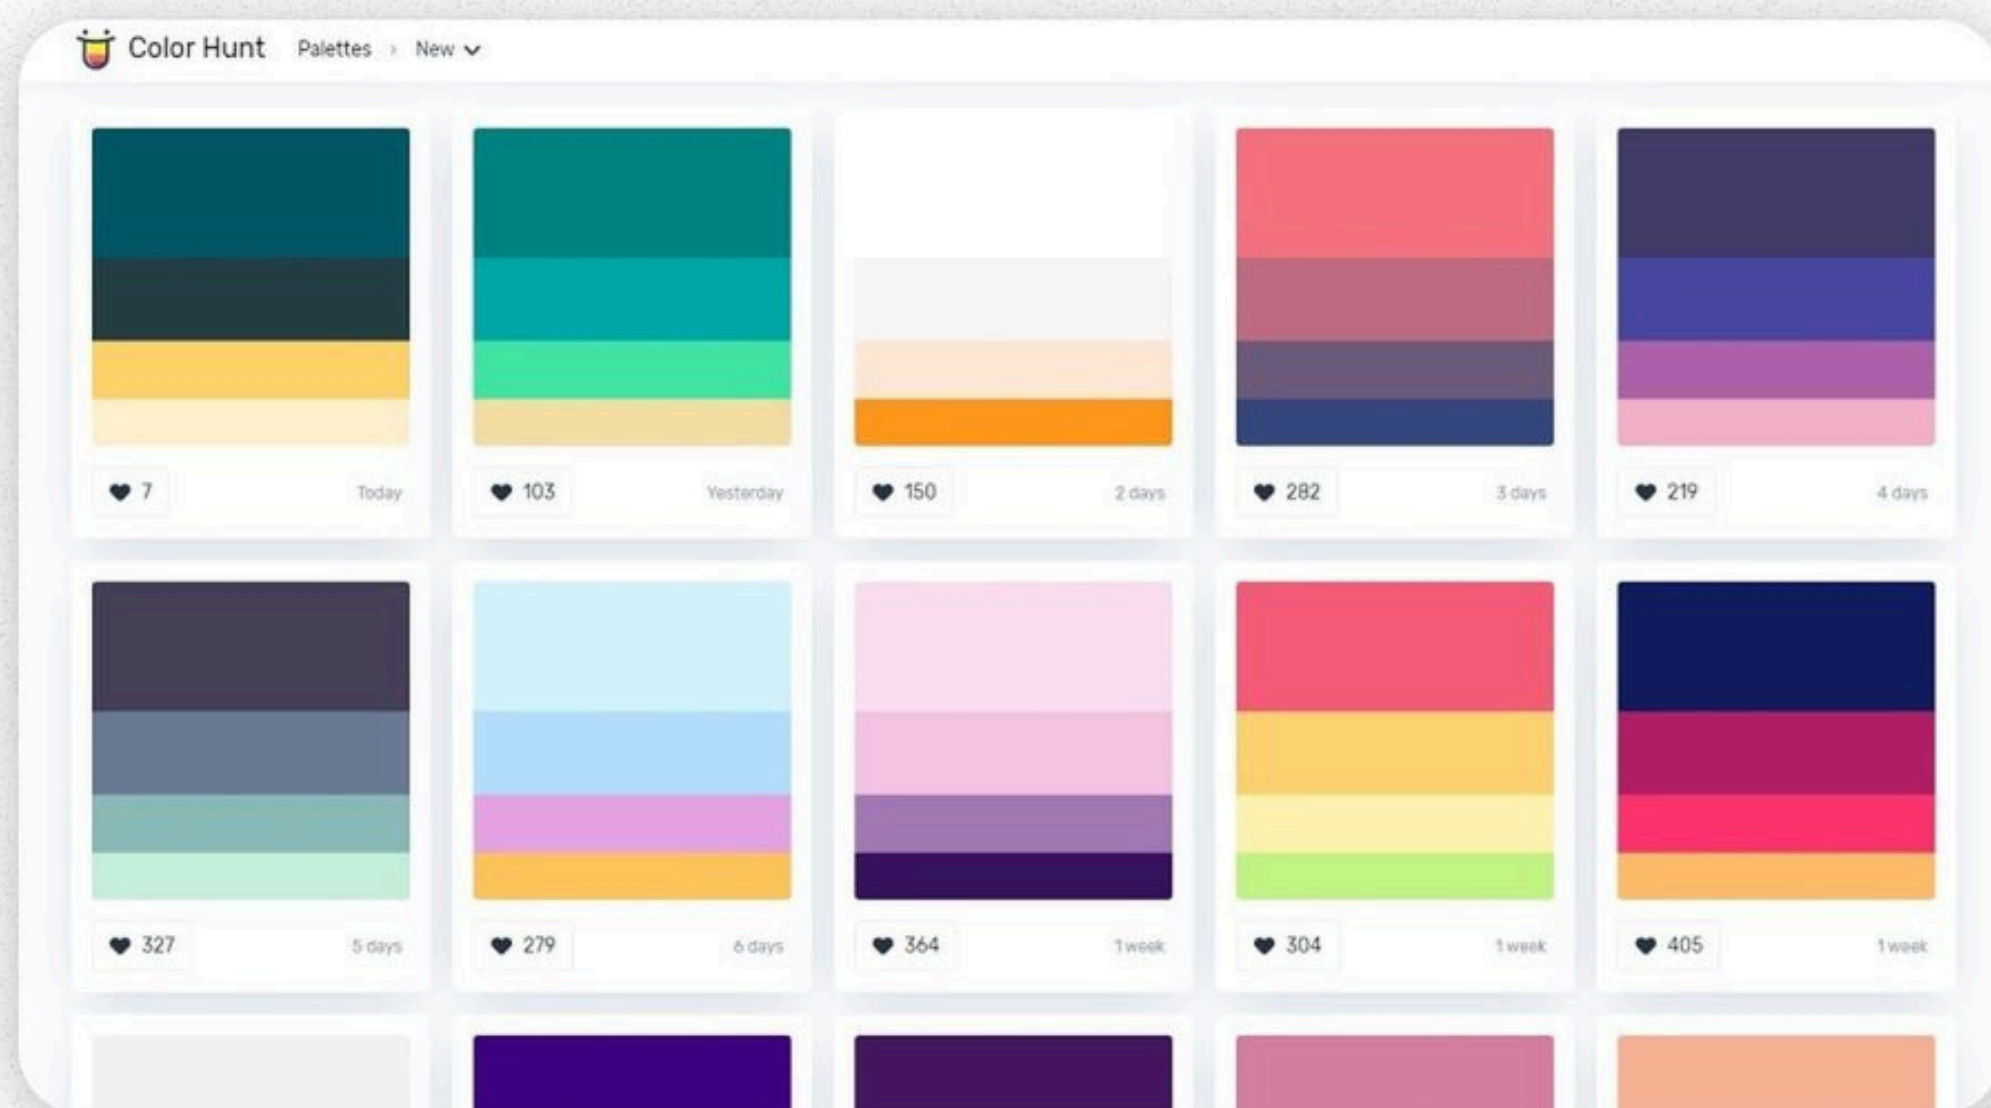 Color Hunt Palettes › New
7 Today
103 Yesterday
150 2 days
282 3 days
219 4 days
327 5 days
279 6 days
364 1 week
304 1 week
405 1 week